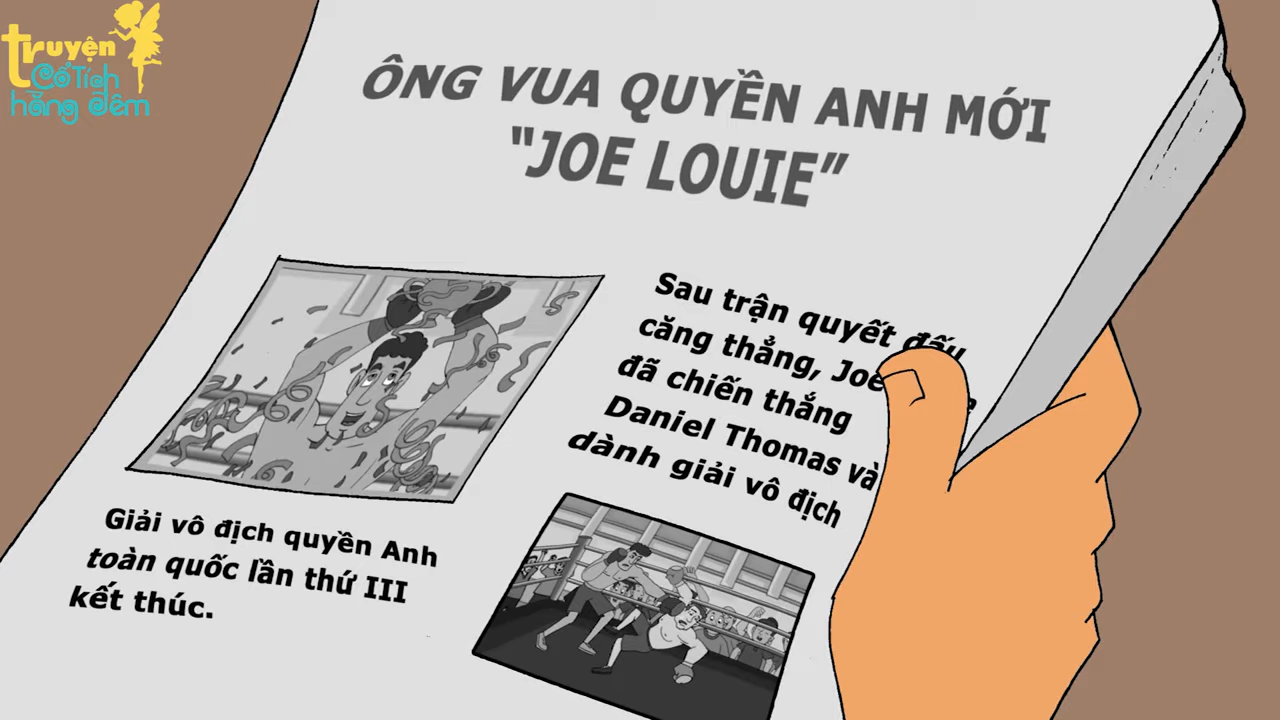 truyện
Cổ Tích
hằng đêm
ÔNG VUA QUYỀN ANH MỚI
"JOE LOUIE"
Sau trận quyết đấu
căng thẳng, Joe
đã chiến thắng
Daniel Thomas và
dành giải vô địch
Giải vô địch quyền Anh
toàn quốc lần thứ III
kết thúc.